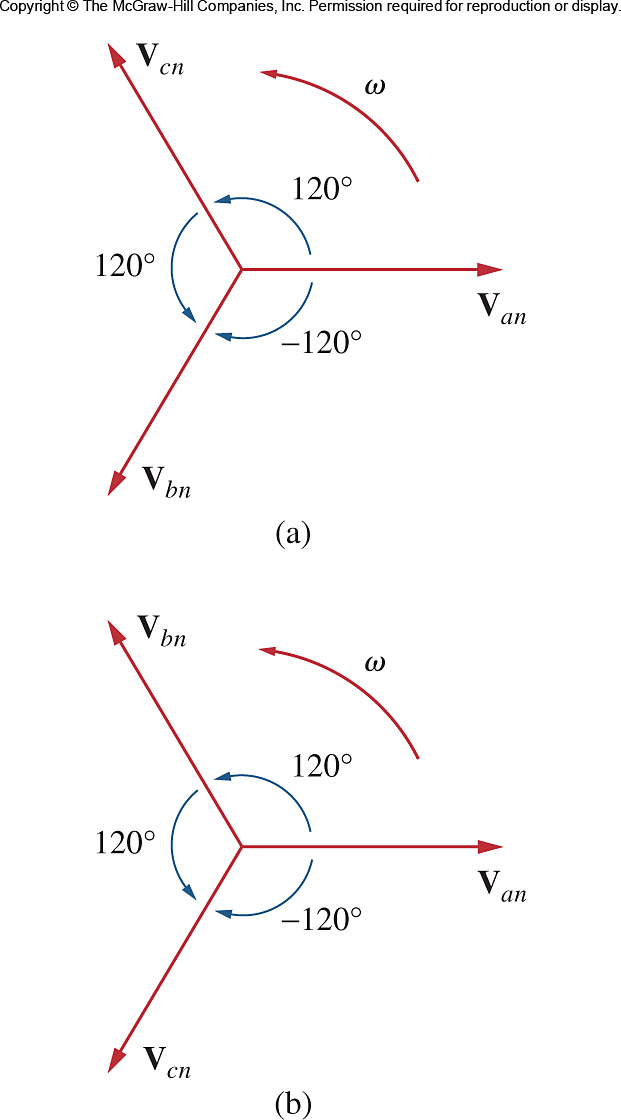 Copyright © The McGraw-Hill Companies, Inc. Permission required for reproduction or display.
Vcn
ω
120°
120°
Van
−120°
Vbn
(a)
Vbn
ω
120°
120°
Van
−120°
Vcn
(b)